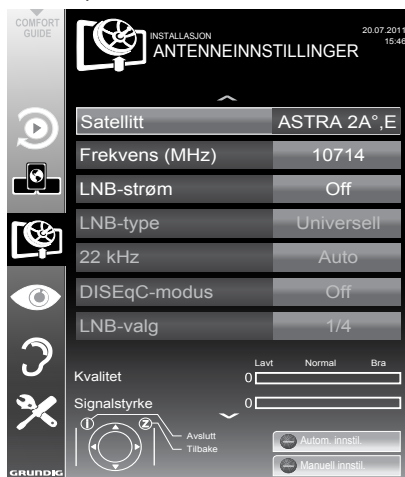 COMFORT
GUIDE
INSTALLASJON
ANTENNEINNSTILLINGER
20.07.2011
15:46
Satellitt ASTRA 2A°,E
Frekvens (MHz) 10714
LNB-strøm Off
LNB-type Universell
22 kHz Auto
DISEqC-modus Off
LNB-valg 1/4
Lavt Normal Bra
Kvalitet 0
Signalstyrke 0
1 2
Avslutt
Tilbake
Autom. innstil.
Manuell innstil.
GRUNDIG